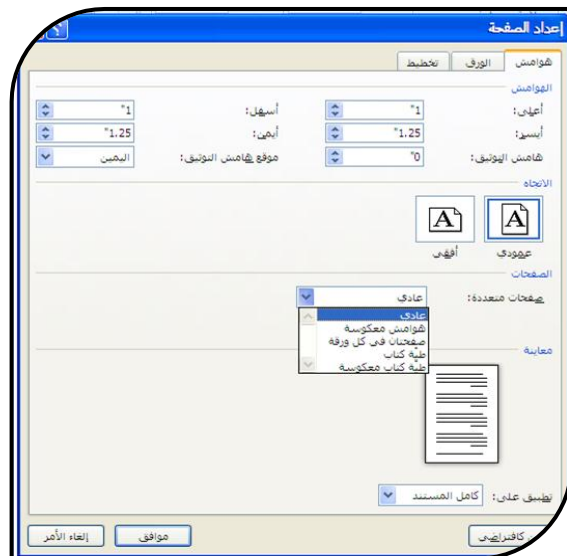 إعداد الصفحة
هوامش الورق تخطيط
الهوامش
أعلى: 1" أسفل: 1"
أيسر: 1.25" أيمن: 1.25"
هامش التوثيق: 0" موقع هامش التوثيق: اليمين
الاتجاه
A A
عمودي أفقي
الصفحات
صفحات متعددة: عادي
عادي
هوامش معكوسة
صفحتان في كل ورقة
طية كتاب
طية كتاب معكوسة
معاينة
تطبيق على: كامل المستند
كافتراضي موافق إلغاء الأمر